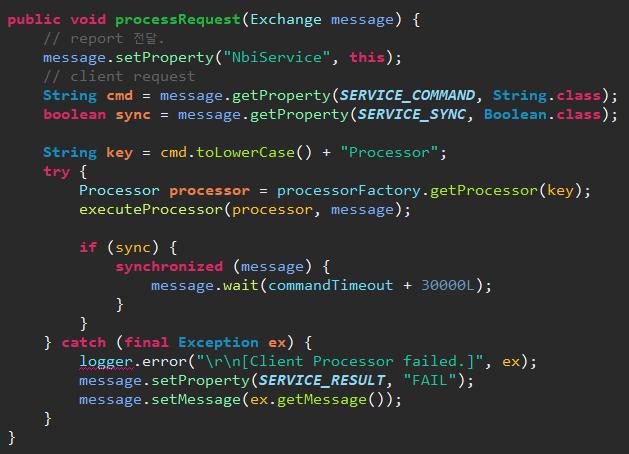 public void processRequest(Exchange message) {
    // report 전달.
    message.setProperty("NbiService", this);
    // client request
    String cmd = message.getProperty(SERVICE_COMMAND, String.class);
    boolean sync = message.getProperty(SERVICE_SYNC, Boolean.class);

    String key = cmd.toLowerCase() + "Processor";
    try {
        Processor processor = processorFactory.getProcessor(key);
        executeProcessor(processor, message);

        if (sync) {
            synchronized (message) {
                message.wait(commandTimeout + 30000L);
            }
        }
    } catch (final Exception ex) {
        logger.error("\r\n[Client Processor failed.]", ex);
        message.setProperty(SERVICE_RESULT, "FAIL");
        message.setMessage(ex.getMessage());
    }
}